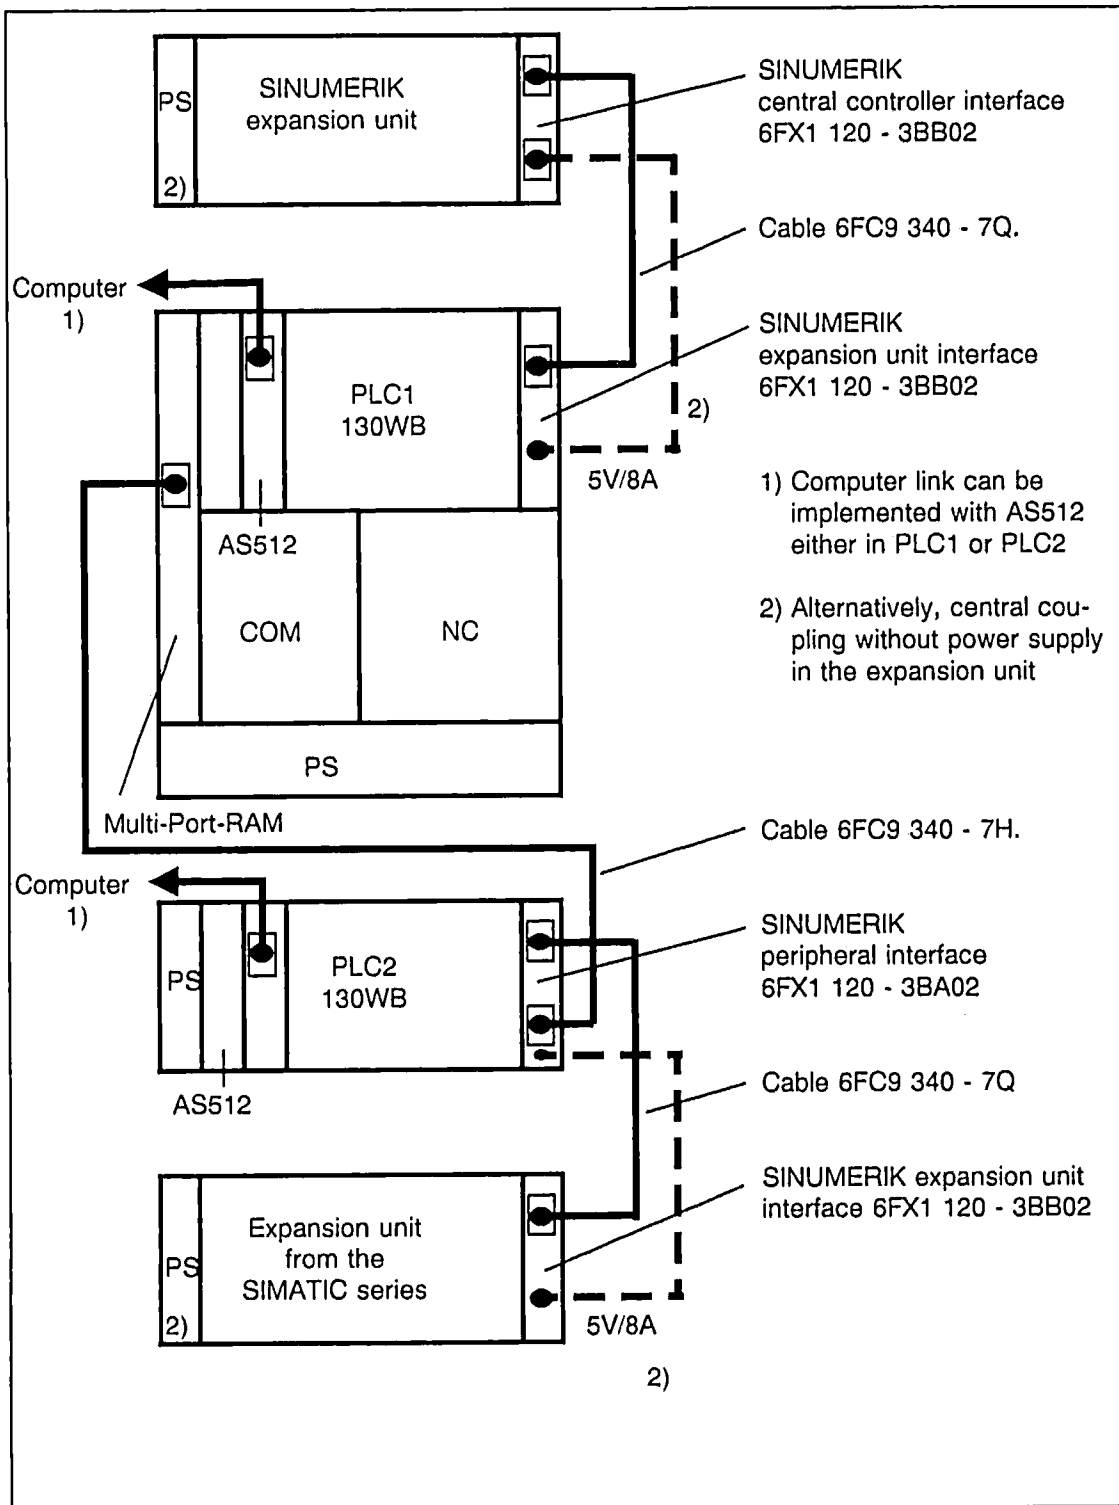 PS
2)
SINUMERIK
expansion unit
SINUMERIK
central controller interface
6FX1 120 - 3BB02
Cable 6FC9 340 - 7Q.
Computer
1)
PLC1
130WB
SINUMERIK
expansion unit interface
6FX1 120 - 3BB02
2)
5V/8A
AS512
COM
NC
PS
Multi-Port-RAM
1) Computer link can be
implemented with AS512
either in PLC1 or PLC2
2) Alternatively, central cou-
pling without power supply
in the expansion unit
Cable 6FC9 340 - 7H.
Computer
1)
PS
PLC2
130WB
AS512
SINUMERIK
peripheral interface
6FX1 120 - 3BA02
Cable 6FC9 340 - 7Q
PS
2)
Expansion unit
from the
SIMATIC series
SINUMERIK expansion unit
interface 6FX1 120 - 3BB02
5V/8A
2)